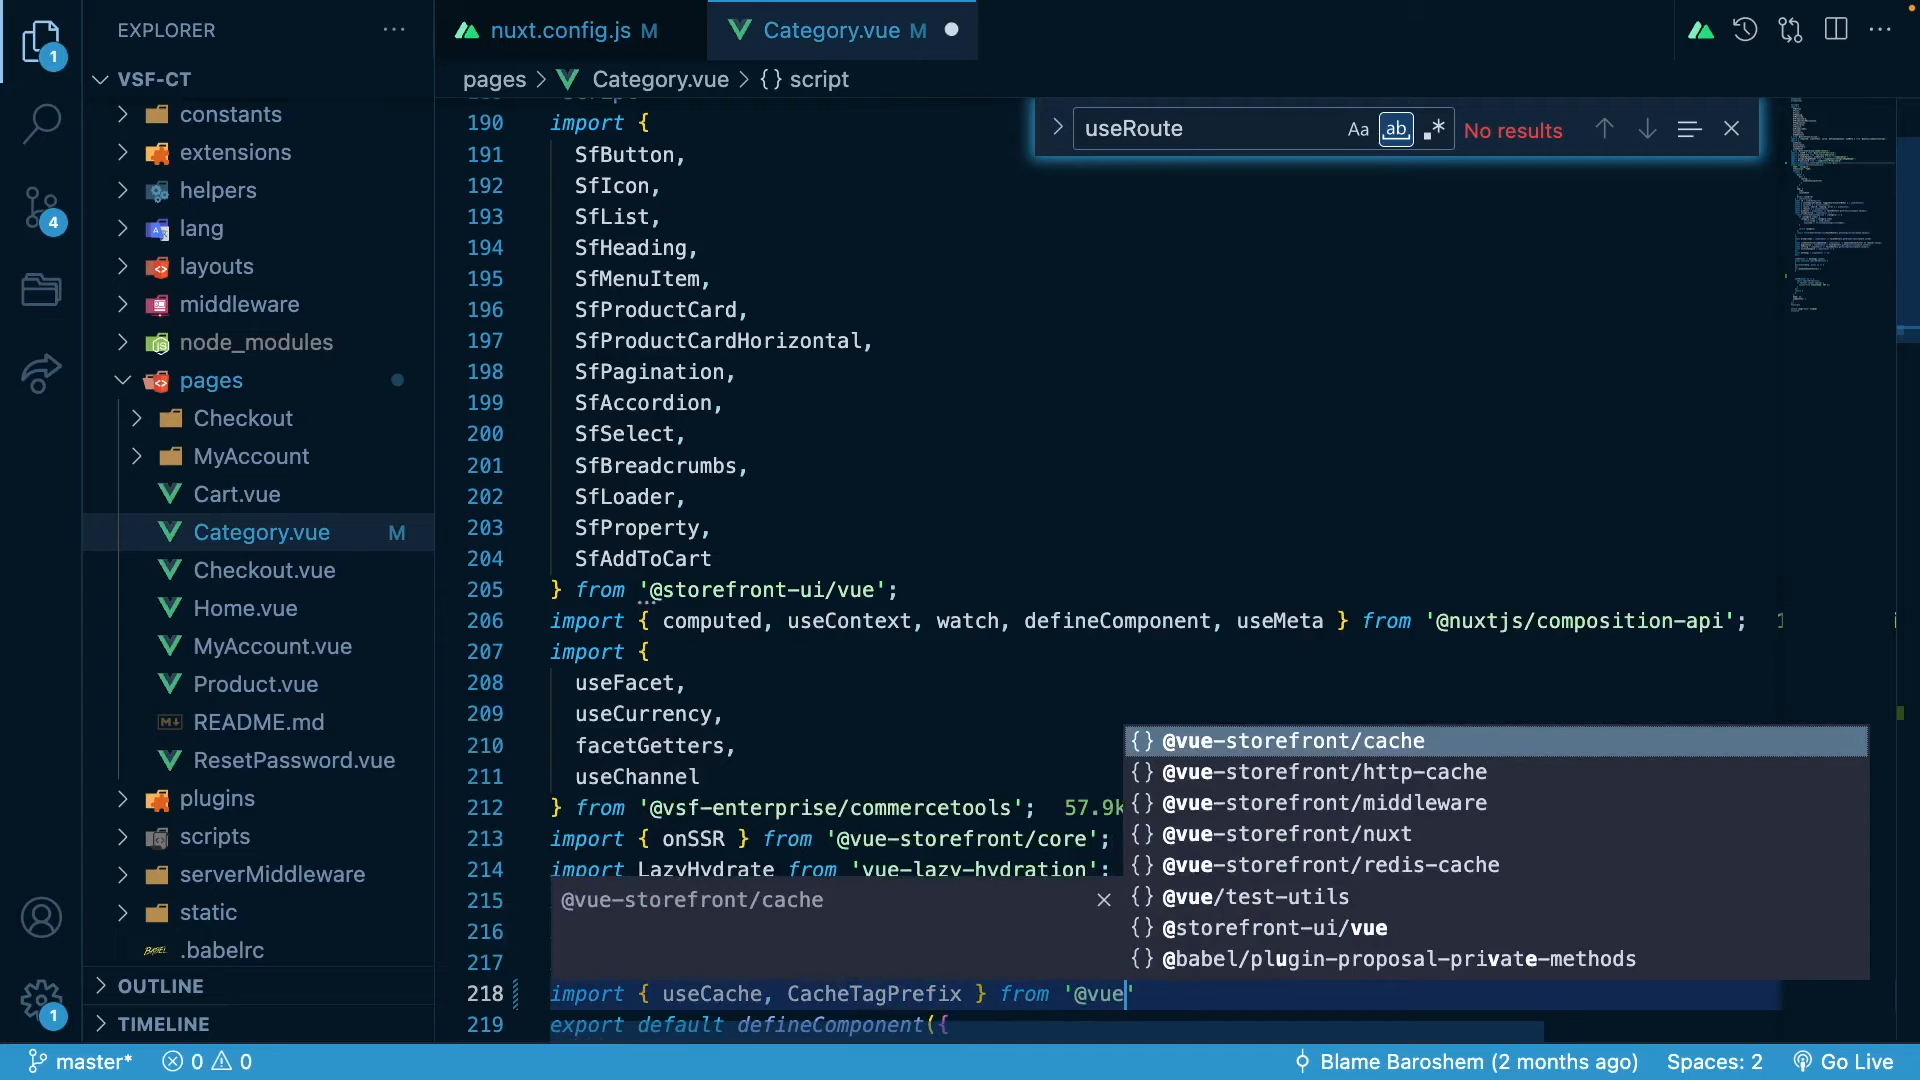 EXPLORER
VSF-CT
constants
extensions
helpers
lang
layouts
middleware
node_modules
pages
Checkout
MyAccount
Cart.vue
Category.vue M
Checkout.vue
Home.vue
MyAccount.vue
Product.vue
README.md
ResetPassword.vue
plugins
scripts
serverMiddleware
static
.babelrc
OUTLINE
TIMELINE
1
4
1
nuxt.config.js M
Category.vue M
pages > Category.vue > {} script
useRoute Aa ab .* No results
190 import {
191 SfButton,
192 SfIcon,
193 SfList,
194 SfHeading,
195 SfMenuItem,
196 SfProductCard,
197 SfProductCardHorizontal,
198 SfPagination,
199 SfAccordion,
200 SfSelect,
201 SfBreadcrumbs,
202 SfLoader,
203 SfProperty,
204 SfAddToCart
205 } from '@storefront-ui/vue';
206 import { computed, useContext, watch, defineComponent, useMeta } from '@nuxtjs/composition-api';
207 import {
208 useFacet,
209 useCurrency,
210 facetGetters,
211 useChannel
212 } from '@vsf-enterprise/commercetools'; 57.9k
213 import { onSSR } from '@vue-storefront/core';
214 import LazyHydrate from 'vue-lazy-hydration';
215
216
217
218 import { useCache, CacheTagPrefix } from '@vue'
219 export default defineComponent({
@vue-storefront/cache
{} @vue-storefront/cache
{} @vue-storefront/http-cache
{} @vue-storefront/middleware
{} @vue-storefront/nuxt
{} @vue-storefront/redis-cache
{} @vue/test-utils
{} @storefront-ui/vue
{} @babel/plugin-proposal-private-methods
master* 0 0
Blame Baroshem (2 months ago) Spaces: 2 Go Live